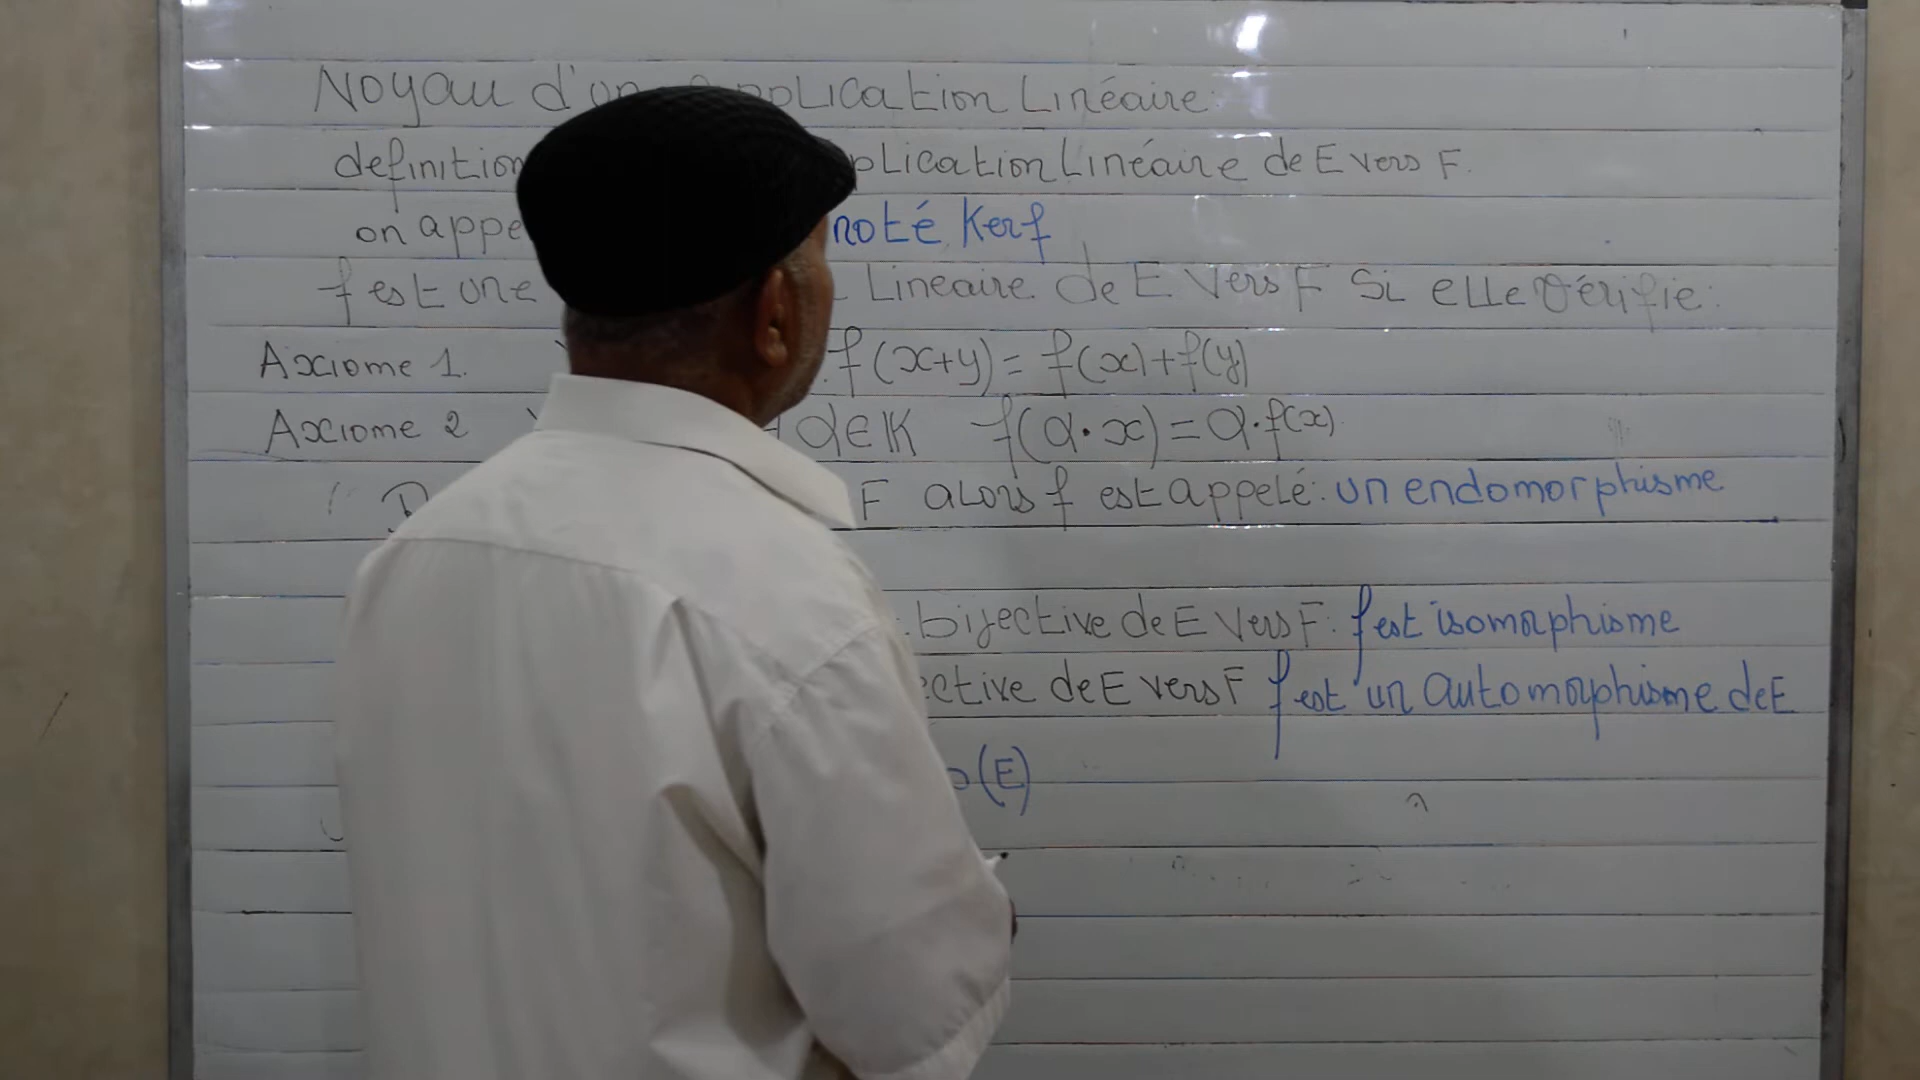 Noyau d'un application Linéaire:
definition plication Linéaire de E vers F.
on appe noté Kerf
f est une Lineaire de E vers F Si elle vérifie:
Axiome 1. f(x+y) = f(x)+f(y)
Axiome 2 α∈K f(α·x) = α·f(x)
F alors f est appelé: un endomorphisme
bijective de E vers F: f est isomorphisme
ective de E vers F f est un automorphisme de E
(E)